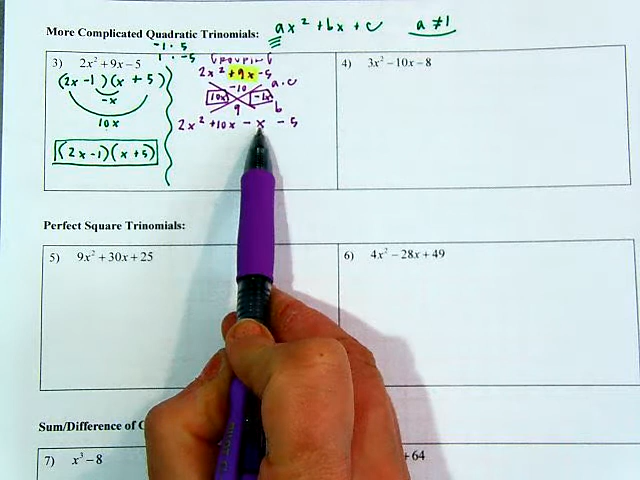 More Complicated Quadratic Trinomials: ax² + bx + c a ≠ 1
3) 2x² + 9x − 5
-1 · 5
1 · -5
(2x - 1)(x + 5)
-x
10x
(2x - 1)(x + 5)
2x² + 9x - 5
-10 a·c
10x -1x
9 b
2x² + 10x - x - 5
4) 3x² − 10x − 8
Perfect Square Trinomials:
5) 9x² + 30x + 25
6) 4x² − 28x + 49
Sum/Difference of C
7) x³ − 8
+ 64